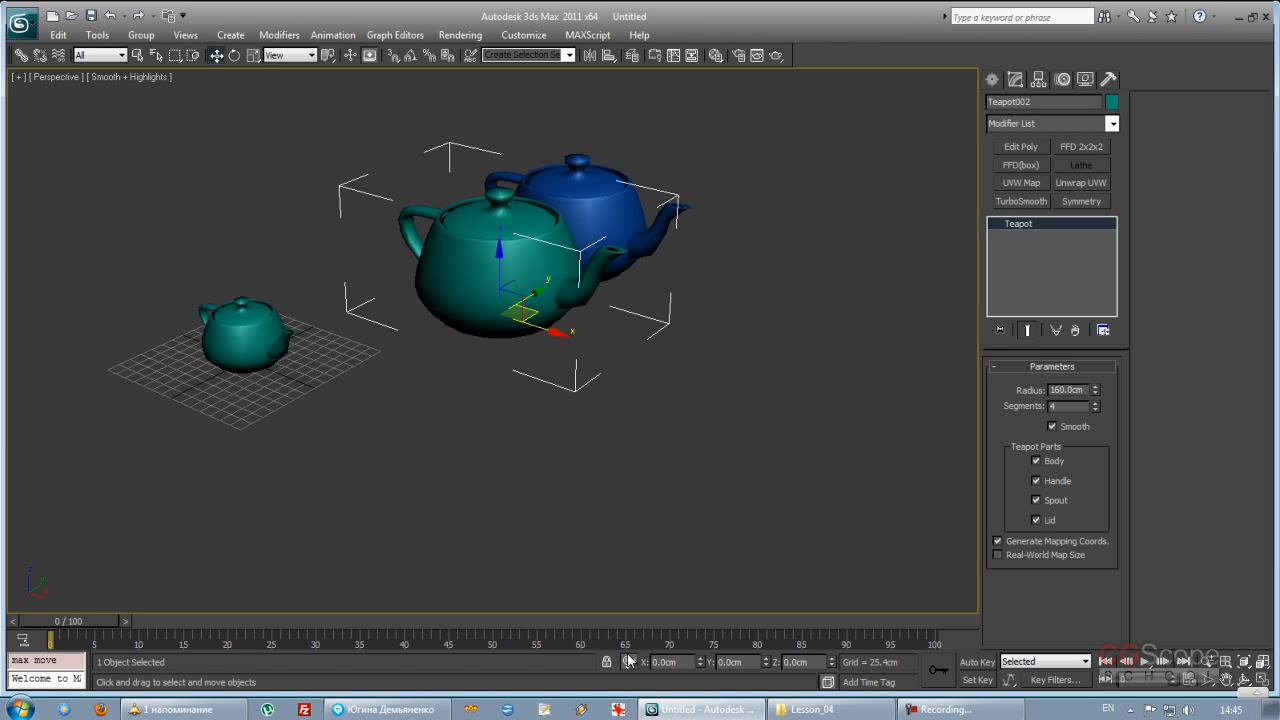 Autodesk 3ds Max 2011 x64 Untitled
Type a keyword or phrase
Edit Tools Group Views Create Modifiers Animation Graph Editors Rendering Customize MAXScript Help
All View Create Selection Se
[ + ] [ Perspective ] [ Smooth + Highlights ]
Teapot002
Modifier List
Edit Poly FFD 2x2x2
FFD(box) Lathe
UVW Map Unwrap UVW
TurboSmooth Symmetry
Teapot
z
y
x
- Parameters
Radius: 160.0cm
Segments: 4
Smooth
Teapot Parts
Body
Handle
Spout
Lid
Generate Mapping Coords.
Real-World Map Size
z
y
x
< 0 / 100 >
0 5 10 15 20 25 30 35 40 45 50 55 60 65 70 75 80 85 90 95 100
max move 1 Object Selected X: 0.0cm Y: 0.0cm Z: 0.0cm Grid = 25.4cm Auto Key Selected
Welcome to M Click and drag to select and move objects Add Time Tag Set Key Key Filters... 0
CGScope
1 напоминание Югина Демьяненко Untitled - Autodesk ... Lesson_04 Recording... EN 14:45